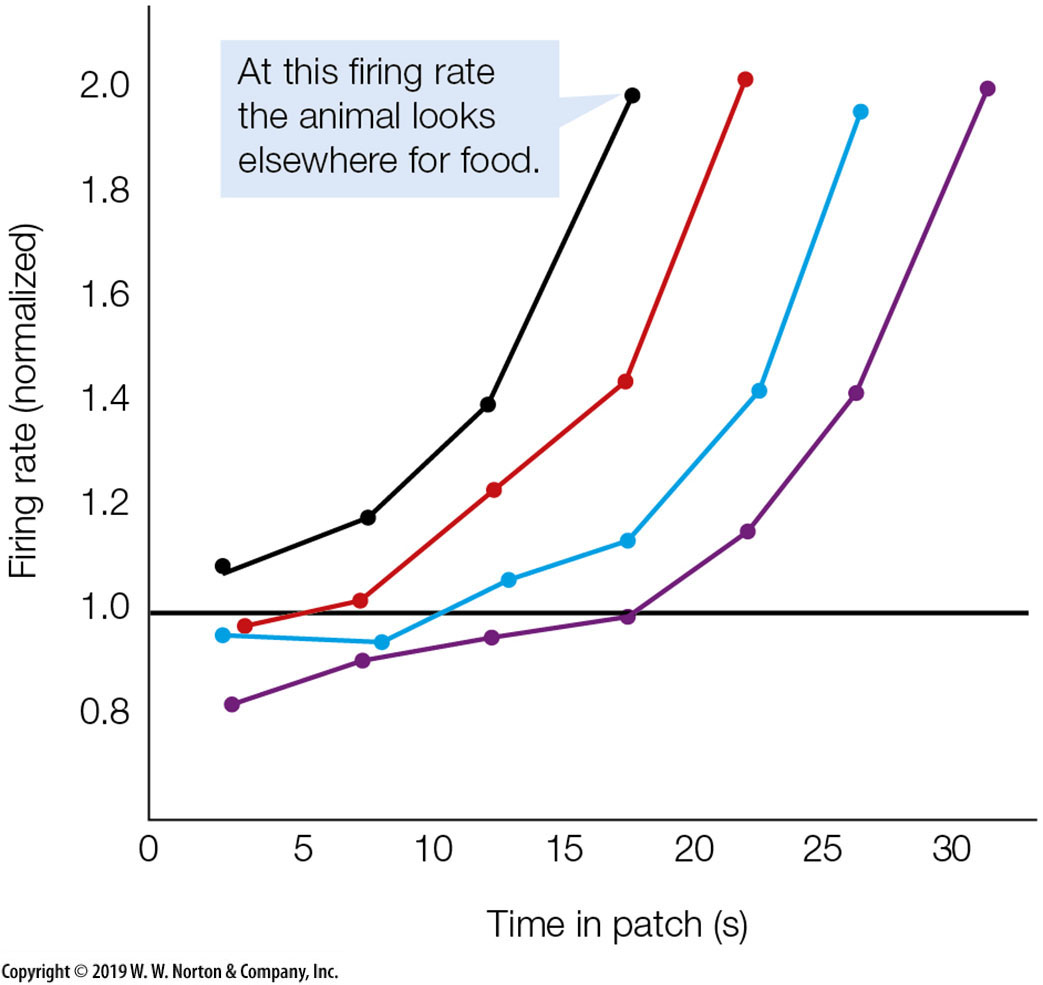 At this firing rate
the animal looks
elsewhere for food.
Firing rate (normalized)
2.0
1.8
1.6
1.4
1.2
1.0
0.8
0 5 10 15 20 25 30
Time in patch (s)
Copyright © 2019 W. W. Norton & Company, Inc.